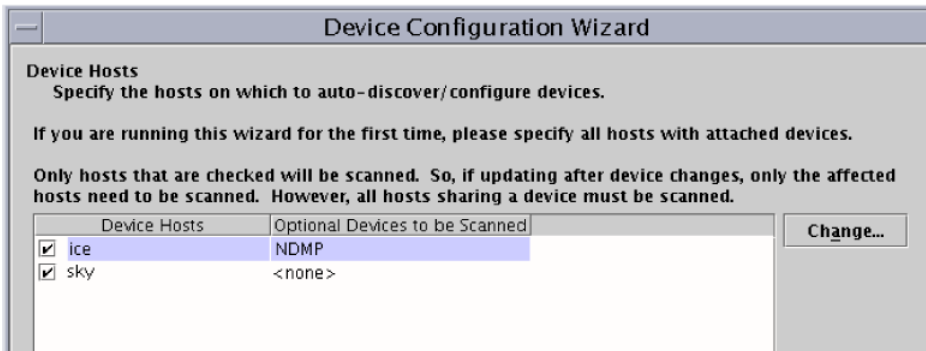 Device Configuration Wizard
Device Hosts
Specify the hosts on which to auto-discover/configure devices.
If you are running this wizard for the first time, please specify all hosts with attached devices.
Only hosts that are checked will be scanned. So, if updating after device changes, only the affected
hosts need to be scanned. However, all hosts sharing a device must be scanned.
Device Hosts Optional Devices to be Scanned
Change...
ice NDMP
sky <none>